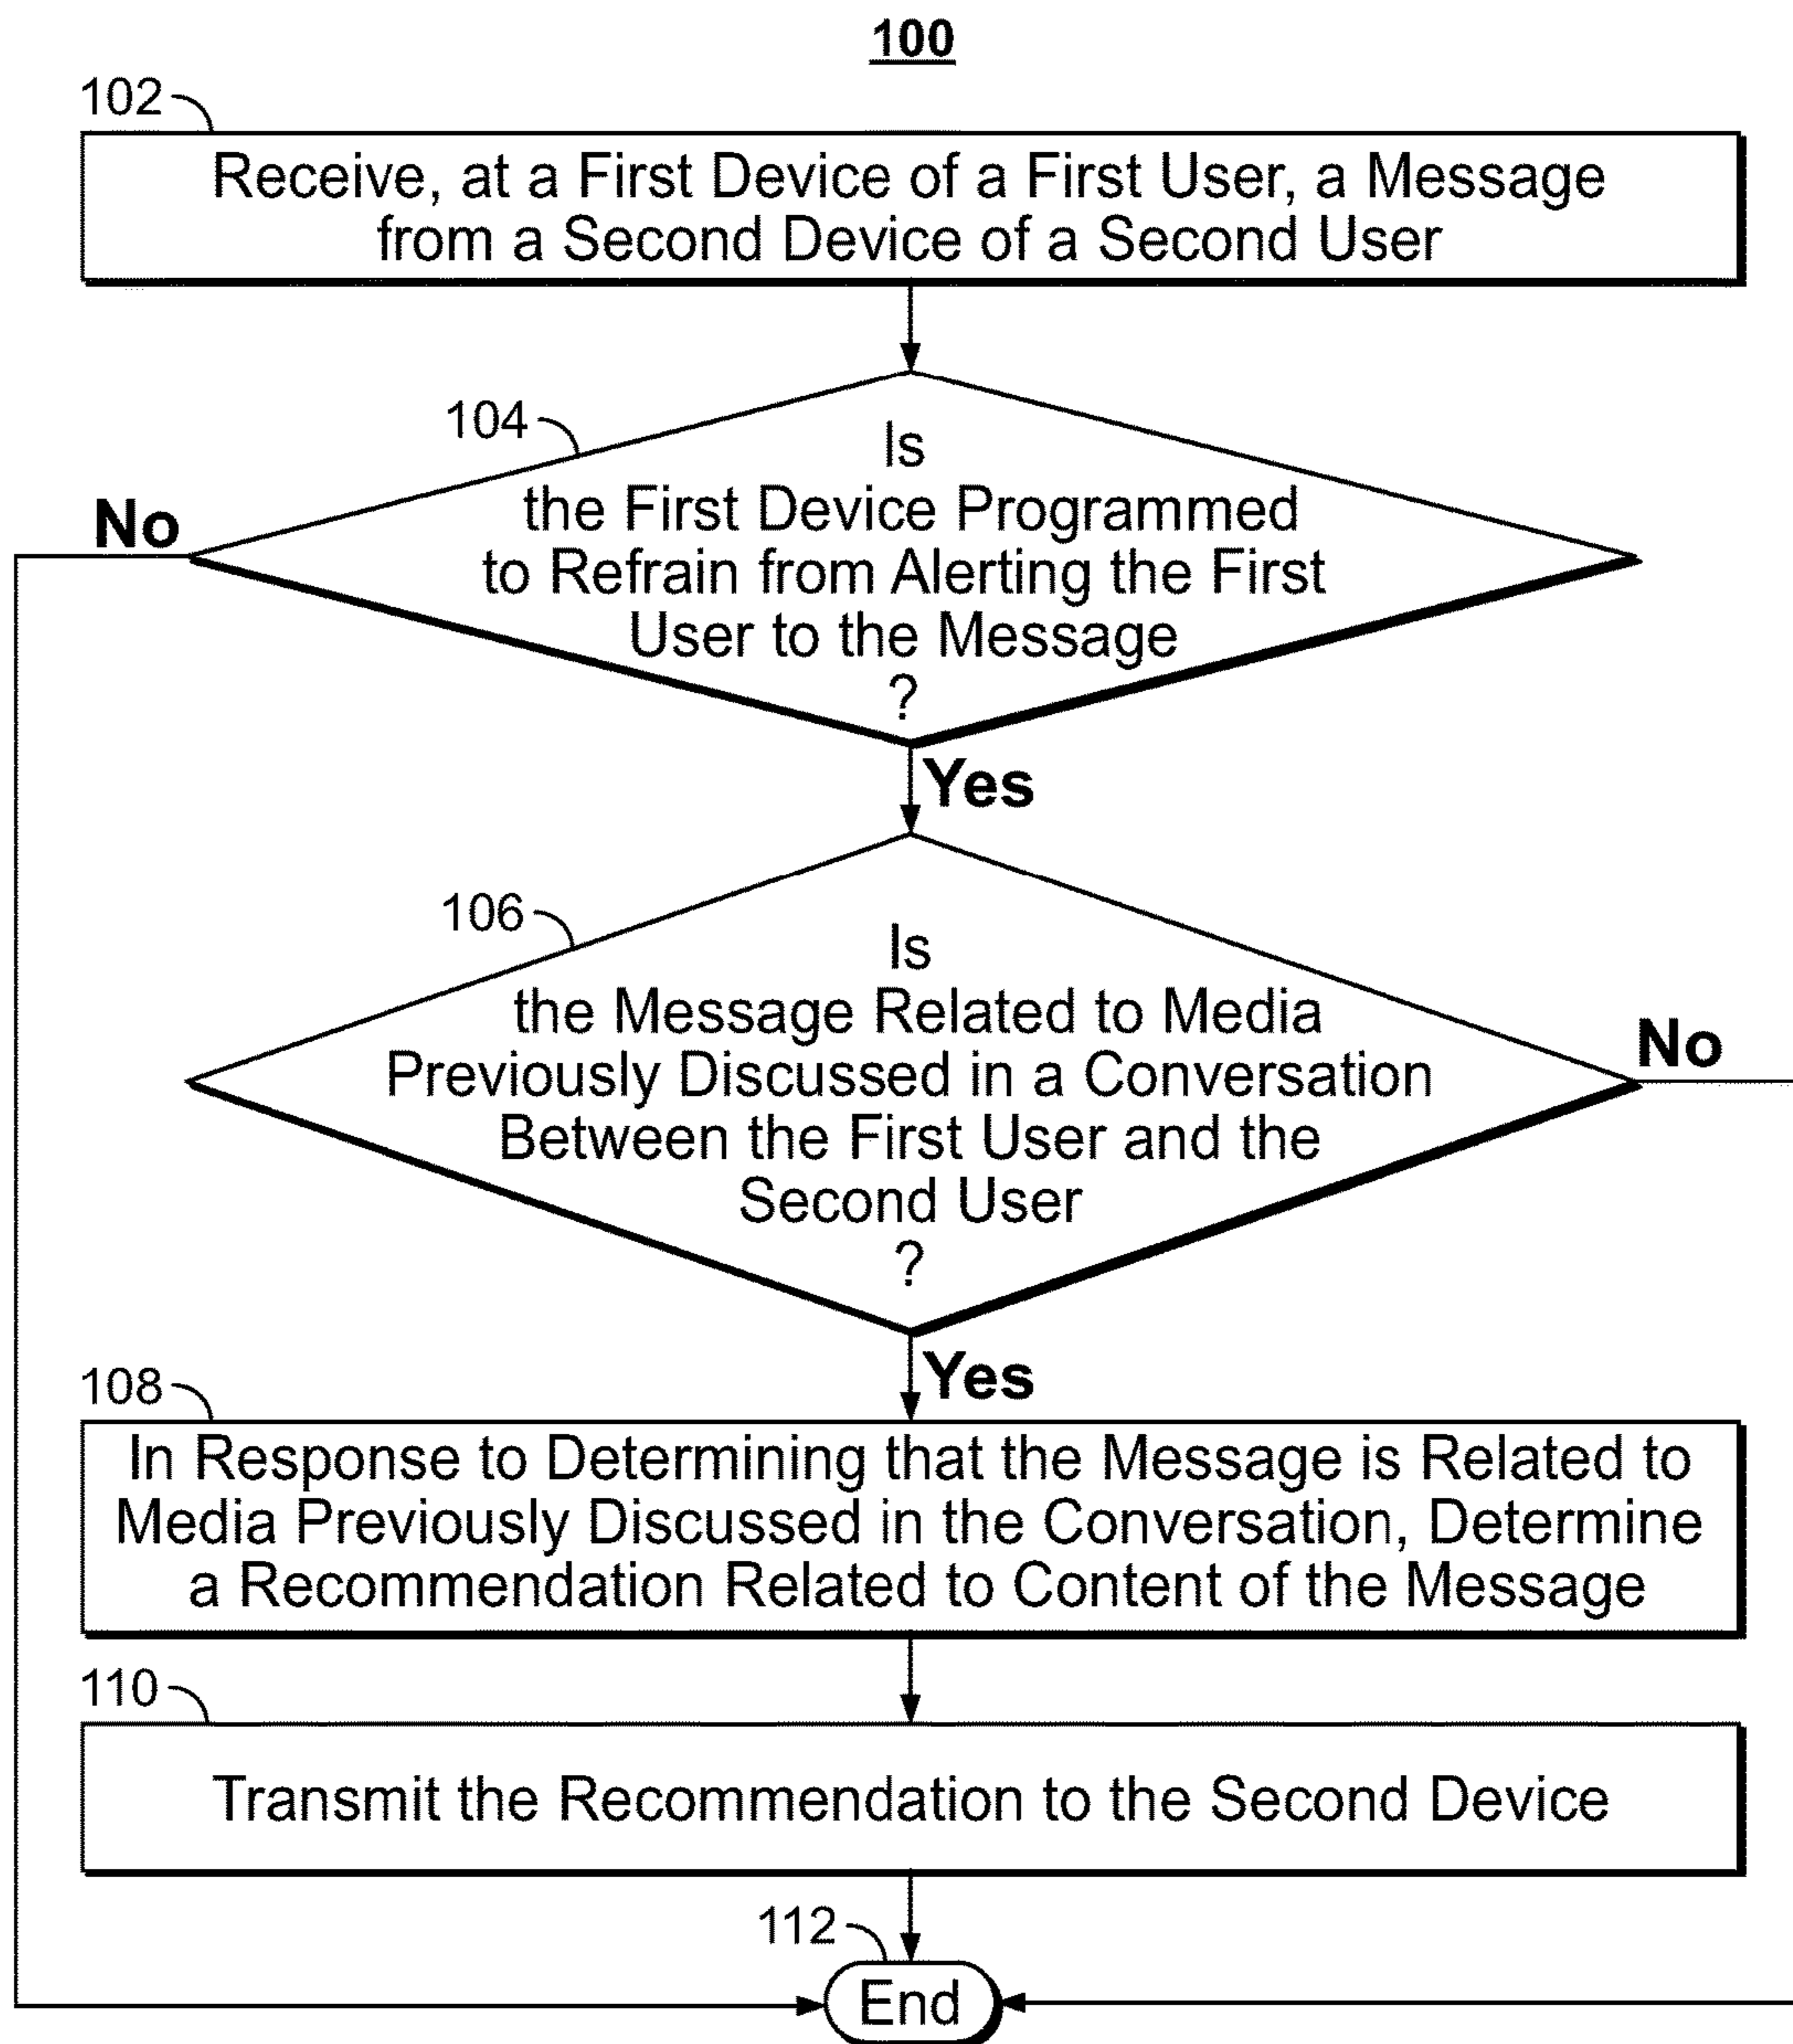 100
102
Receive, at a First Device of a First User, a Message
from a Second Device of a Second User
104
Is
the First Device Programmed
to Refrain from Alerting the First
User to the Message
?
No
Yes
106
Is
the Message Related to Media
Previously Discussed in a Conversation
Between the First User and the
Second User
?
No
Yes
108
In Response to Determining that the Message is Related to
Media Previously Discussed in the Conversation, Determine
a Recommendation Related to Content of the Message
110
Transmit the Recommendation to the Second Device
112
End